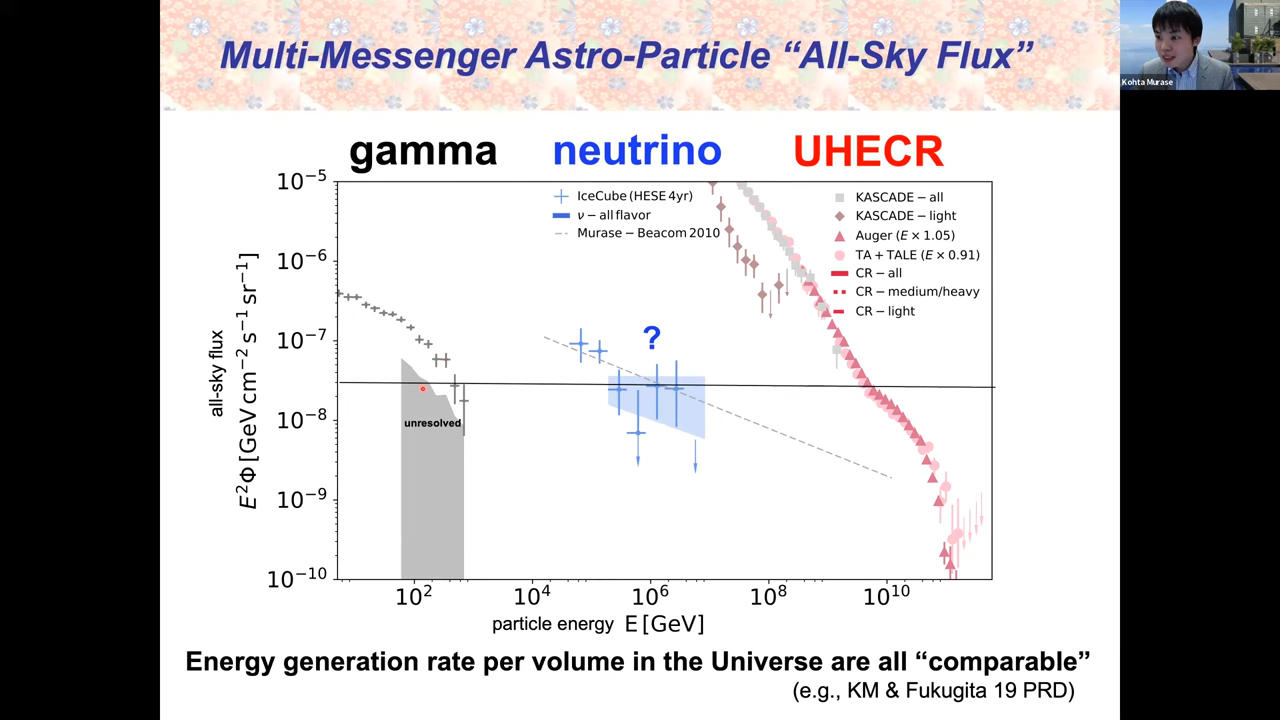 Multi-Messenger Astro-Particle “All-Sky Flux”
Kohta Murase
gamma
neutrino
UHECR
10⁻⁵
10⁻⁶
10⁻⁷
10⁻⁸
10⁻⁹
10⁻¹⁰
all-sky flux
E²Φ [GeV cm⁻² s⁻¹ sr⁻¹]
IceCube (HESE 4yr)
ν − all flavor
Murase − Beacom 2010
KASCADE − all
KASCADE − light
Auger (E × 1.05)
TA + TALE (E × 0.91)
CR − all
CR − medium/heavy
CR − light
?
unresolved
10²
10⁴
10⁶
10⁸
10¹⁰
particle energy E [GeV]
Energy generation rate per volume in the Universe are all “comparable”
(e.g., KM & Fukugita 19 PRD)